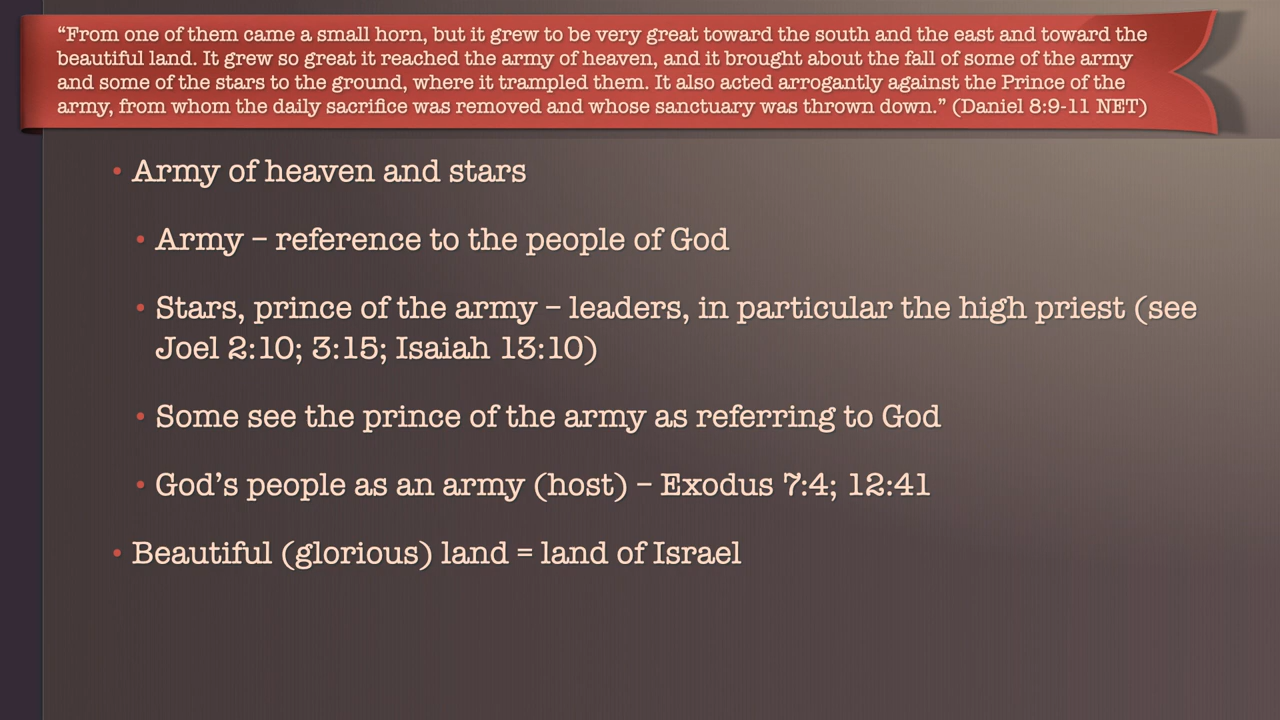 “From one of them came a small horn, but it grew to be very great toward the south and the east and toward the
beautiful land. It grew so great it reached the army of heaven, and it brought about the fall of some of the army
and some of the stars to the ground, where it trampled them. It also acted arrogantly against the Prince of the
army, from whom the daily sacrifice was removed and whose sanctuary was thrown down.” (Daniel 8:9-11 NET)
• Army of heaven and stars
• Army – reference to the people of God
• Stars, prince of the army – leaders, in particular the high priest (see
Joel 2:10; 3:15; Isaiah 13:10)
• Some see the prince of the army as referring to God
• God’s people as an army (host) – Exodus 7:4; 12:41
• Beautiful (glorious) land = land of Israel